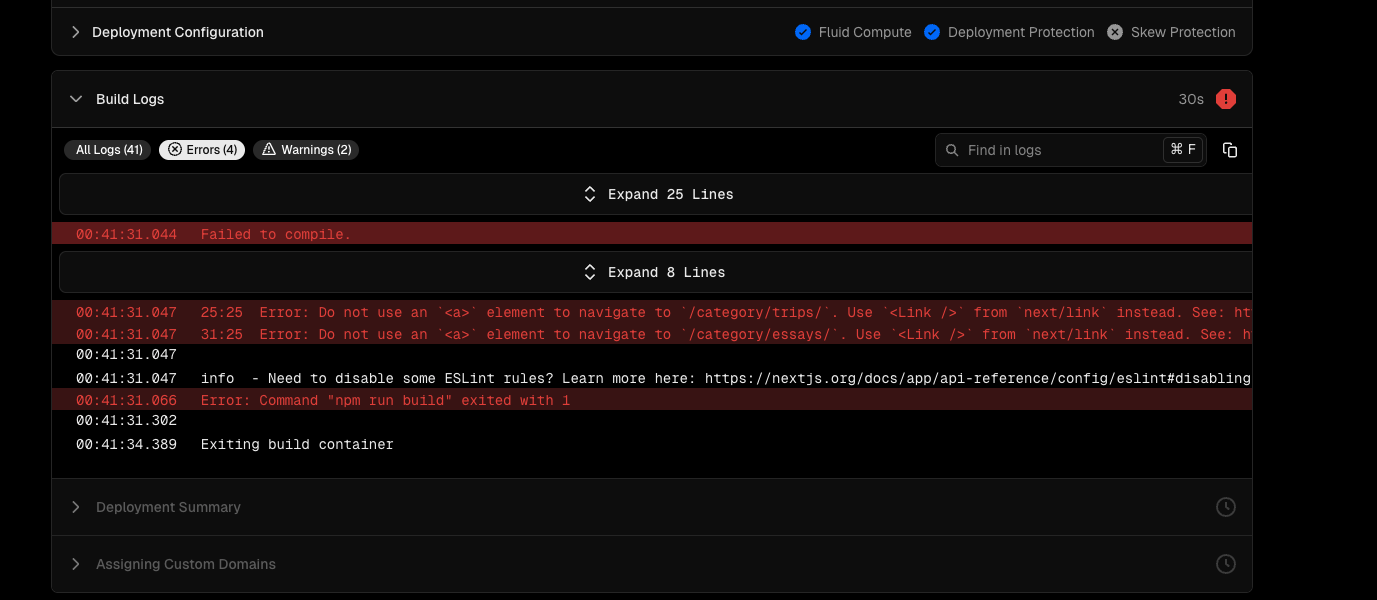 Deployment Configuration Fluid Compute Deployment Protection Skew Protection
Build Logs 30s
All Logs (41) Errors (4) Warnings (2) Find in logs ⌘ F
Expand 25 Lines
00:41:31.044 Failed to compile.
Expand 8 Lines
00:41:31.047 25:25 Error: Do not use an `<a>` element to navigate to `/category/trips/`. Use `<Link />` from `next/link` instead. See: ht
00:41:31.047 31:25 Error: Do not use an `<a>` element to navigate to `/category/essays/`. Use `<Link />` from `next/link` instead. See: h
00:41:31.047
00:41:31.047 info - Need to disable some ESLint rules? Learn more here: https://nextjs.org/docs/app/api-reference/config/eslint#disabling
00:41:31.066 Error: Command "npm run build" exited with 1
00:41:31.302
00:41:34.389 Exiting build container
Deployment Summary
Assigning Custom Domains